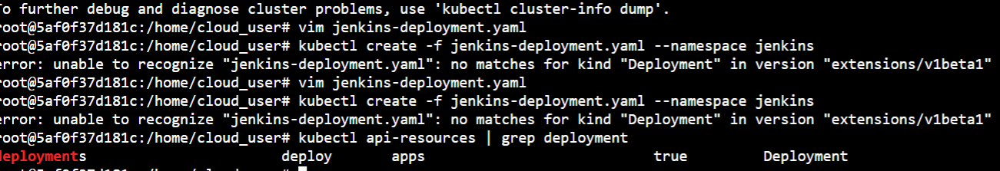 To further debug and diagnose cluster problems, use 'kubectl cluster-info dump'.
root@5af0f37d181c:/home/cloud_user# vim jenkins-deployment.yaml
root@5af0f37d181c:/home/cloud_user# kubectl create -f jenkins-deployment.yaml --namespace jenkins
error: unable to recognize "jenkins-deployment.yaml": no matches for kind "Deployment" in version "extensions/v1beta1"
root@5af0f37d181c:/home/cloud_user# vim jenkins-deployment.yaml
root@5af0f37d181c:/home/cloud_user# kubectl create -f jenkins-deployment.yaml --namespace jenkins
error: unable to recognize "jenkins-deployment.yaml": no matches for kind "Deployment" in version "extensions/v1beta1"
root@5af0f37d181c:/home/cloud_user# kubectl api-resources | grep deployment
deployments deploy apps true Deployment